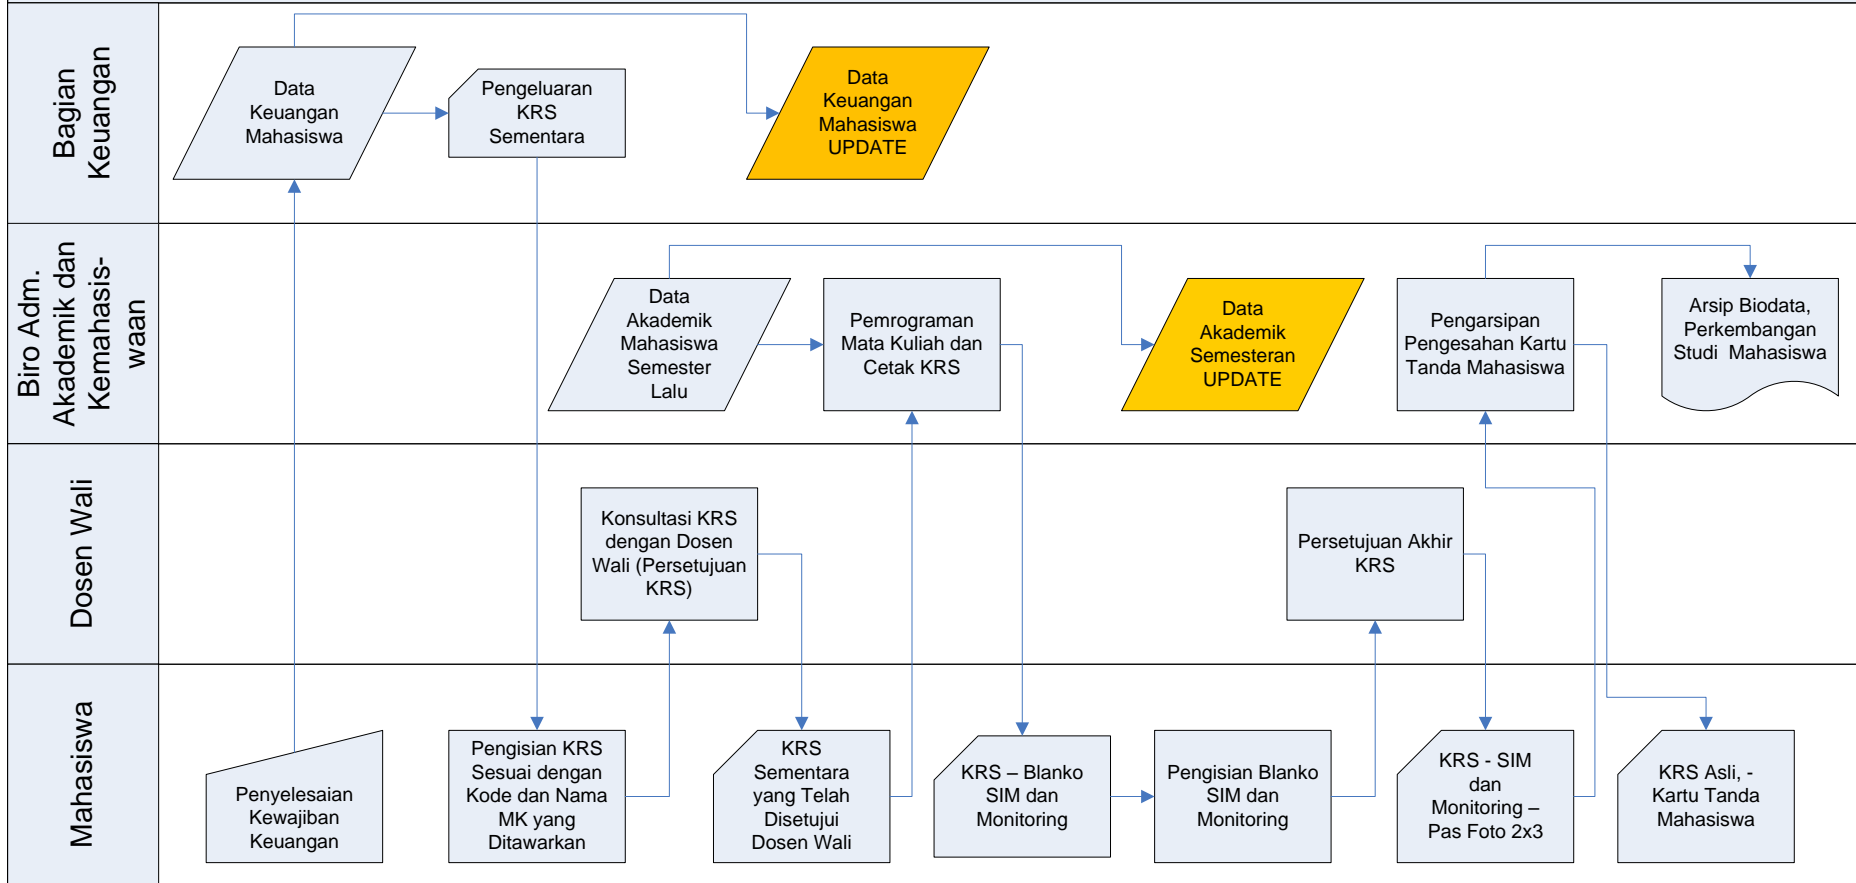 Bagian
Keuangan
Data
Keuangan
Mahasiswa
Pengeluaran
KRS
Sementara
Data
Keuangan
Mahasiswa
UPDATE
Biro Adm.
Akademik dan
Kemahasis-
waan
Data
Akademik
Mahasiswa
Semester
Lalu
Pemrograman
Mata Kuliah dan
Cetak KRS
Data
Akademik
Semesteran
UPDATE
Pengarsipan
Pengesahan Kartu
Tanda Mahasiswa
Arsip Biodata,
Perkembangan
Studi  Mahasiswa
Dosen Wali
Konsultasi KRS
dengan Dosen
Wali (Persetujuan
KRS)
Persetujuan Akhir
KRS
Mahasiswa
Penyelesaian
Kewajiban
Keuangan
Pengisian KRS
Sesuai dengan
Kode dan Nama
MK yang
Ditawarkan
KRS
Sementara
yang Telah
Disetujui
Dosen Wali
KRS – Blanko
SIM dan
Monitoring
Pengisian Blanko
SIM dan
Monitoring
KRS - SIM
dan
Monitoring –
Pas Foto 2x3
KRS Asli, -
Kartu Tanda
Mahasiswa